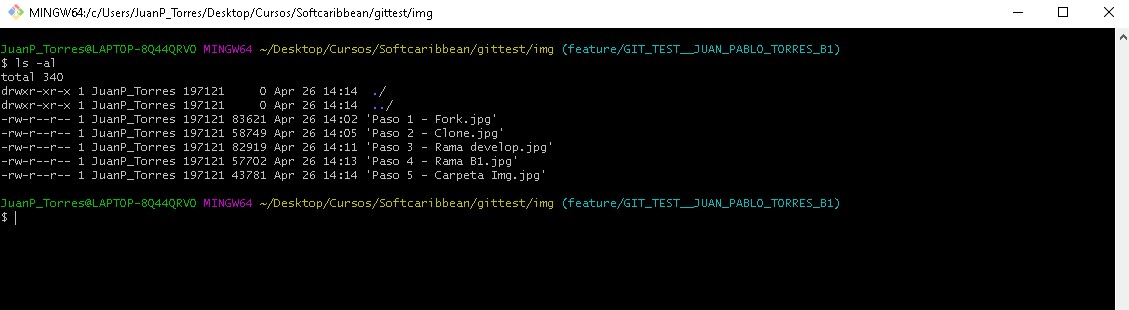 MINGW64:/c/Users/JuanP_Torres/Desktop/Cursos/Softcaribbean/gittest/img
JuanP_Torres@LAPTOP-8Q44QRVO MINGW64 ~/Desktop/Cursos/Softcaribbean/gittest/img (feature/GIT_TEST__JUAN_PABLO_TORRES_B1)
$ ls -al
total 340
drwxr-xr-x 1 JuanP_Torres 197121     0 Apr 26 14:14  ./
drwxr-xr-x 1 JuanP_Torres 197121     0 Apr 26 14:14  ../
-rw-r--r-- 1 JuanP_Torres 197121 83621 Apr 26 14:02 'Paso 1 - Fork.jpg'
-rw-r--r-- 1 JuanP_Torres 197121 58749 Apr 26 14:05 'Paso 2 - Clone.jpg'
-rw-r--r-- 1 JuanP_Torres 197121 82919 Apr 26 14:11 'Paso 3 - Rama develop.jpg'
-rw-r--r-- 1 JuanP_Torres 197121 57702 Apr 26 14:13 'Paso 4 - Rama B1.jpg'
-rw-r--r-- 1 JuanP_Torres 197121 43781 Apr 26 14:14 'Paso 5 - Carpeta Img.jpg'
JuanP_Torres@LAPTOP-8Q44QRVO MINGW64 ~/Desktop/Cursos/Softcaribbean/gittest/img (feature/GIT_TEST__JUAN_PABLO_TORRES_B1)
$